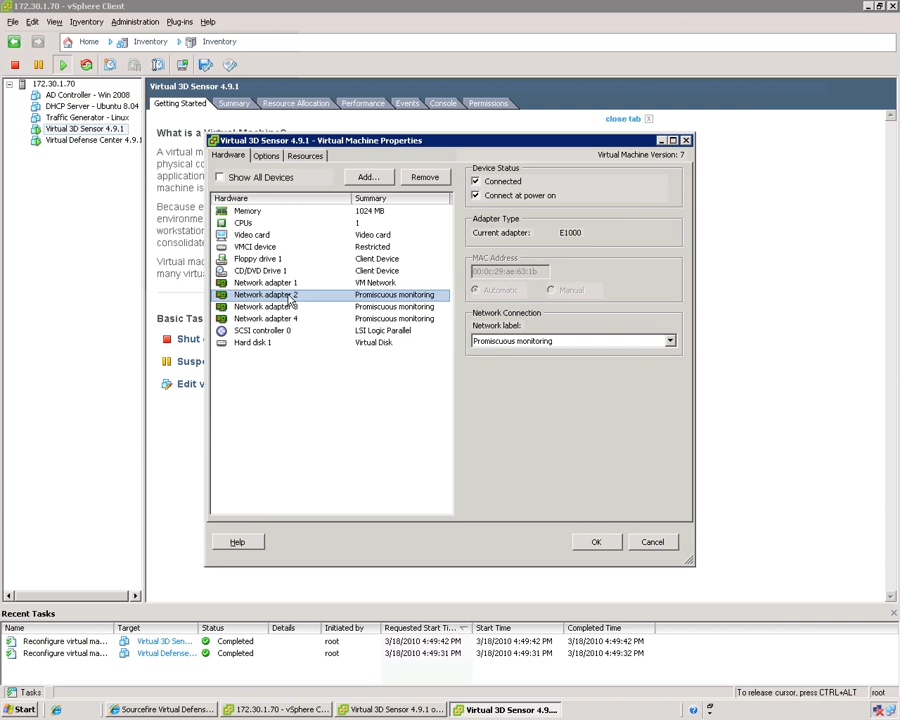 172.30.1.70 - vSphere Client
File Edit View Inventory Administration Plug-ins Help
Home Inventory Inventory
172.30.1.70
AD Controller - Win 2008
DHCP Server - Ubuntu 8.04
Traffic Generator - Linux
Virtual 3D Sensor 4.9.1
Virtual Defense Center 4.9.1
Virtual 3D Sensor 4.9.1
Getting Started Summary Resource Allocation Performance Events Console Permissions
close tab X
What is a
A virtual m
physical co
application
machine is
Because e
environme
workstatio
consolidat
Virtual ma
many virtu
Basic Tas
Shut
Susp
Edit v
Virtual 3D Sensor 4.9.1 - Virtual Machine Properties
Hardware Options Resources
Virtual Machine Version: 7
Show All Devices Add... Remove
Hardware Summary
Memory 1024 MB
CPUs 1
Video card Video card
VMCI device Restricted
Floppy drive 1 Client Device
CD/DVD Drive 1 Client Device
Network adapter 1 VM Network
Network adapter 2 Promiscuous monitoring
Network adapter 3 Promiscuous monitoring
Network adapter 4 Promiscuous monitoring
SCSI controller 0 LSI Logic Parallel
Hard disk 1 Virtual Disk
Device Status
Connected
Connect at power on
Adapter Type
Current adapter: E1000
MAC Address
00:0c:29:ae:63:1b
Automatic Manual
Network Connection
Network label:
Promiscuous monitoring
Help OK Cancel
Recent Tasks
Name Target Status Details Initiated by Requested Start Ti... Start Time Completed Time
Reconfigure virtual ma... Virtual 3D Sen... Completed root 3/18/2010 4:49:42 PM 3/18/2010 4:49:42 PM 3/18/2010 4:49:42 PM
Reconfigure virtual ma... Virtual Defense... Completed root 3/18/2010 4:49:31 PM 3/18/2010 4:49:31 PM 3/18/2010 4:49:32 PM
Tasks To release cursor, press CTRL+ALT root
Start Sourcefire Virtual Defens... 172.30.1.70 - vSphere C... Virtual 3D Sensor 4.9.1 o... Virtual 3D Sensor 4.9....